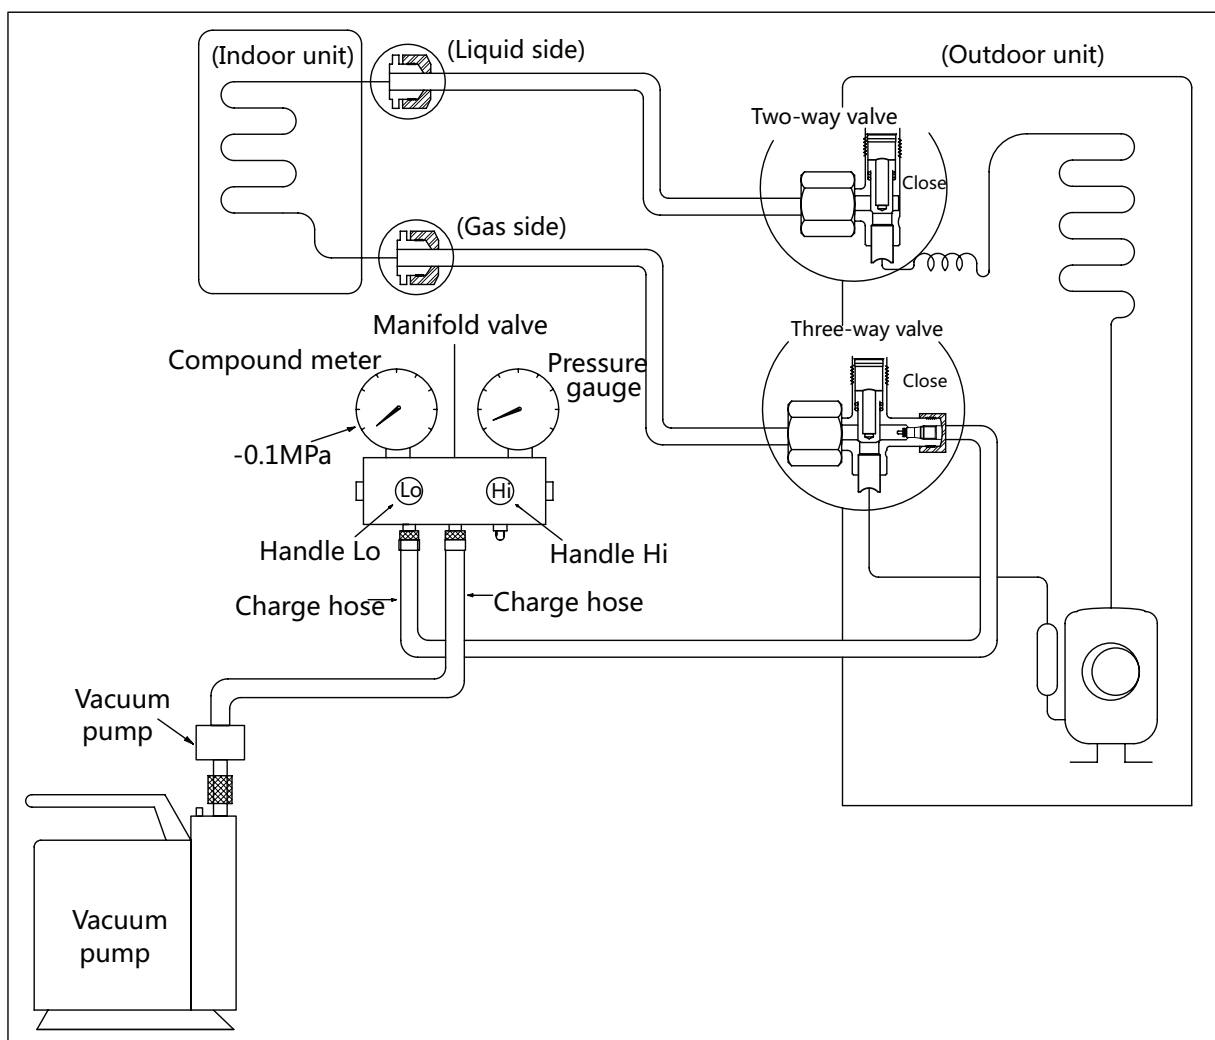 (Indoor unit)
(Liquid side)
(Outdoor unit)
Two-way valve
Close
(Gas side)
Manifold valve
Three-way valve
Compound meter
Pressure
gauge
Close
-0.1MPa
Lo
Hi
Handle Lo
Handle Hi
Charge hose
Charge hose
Vacuum
pump
Vacuum
pump